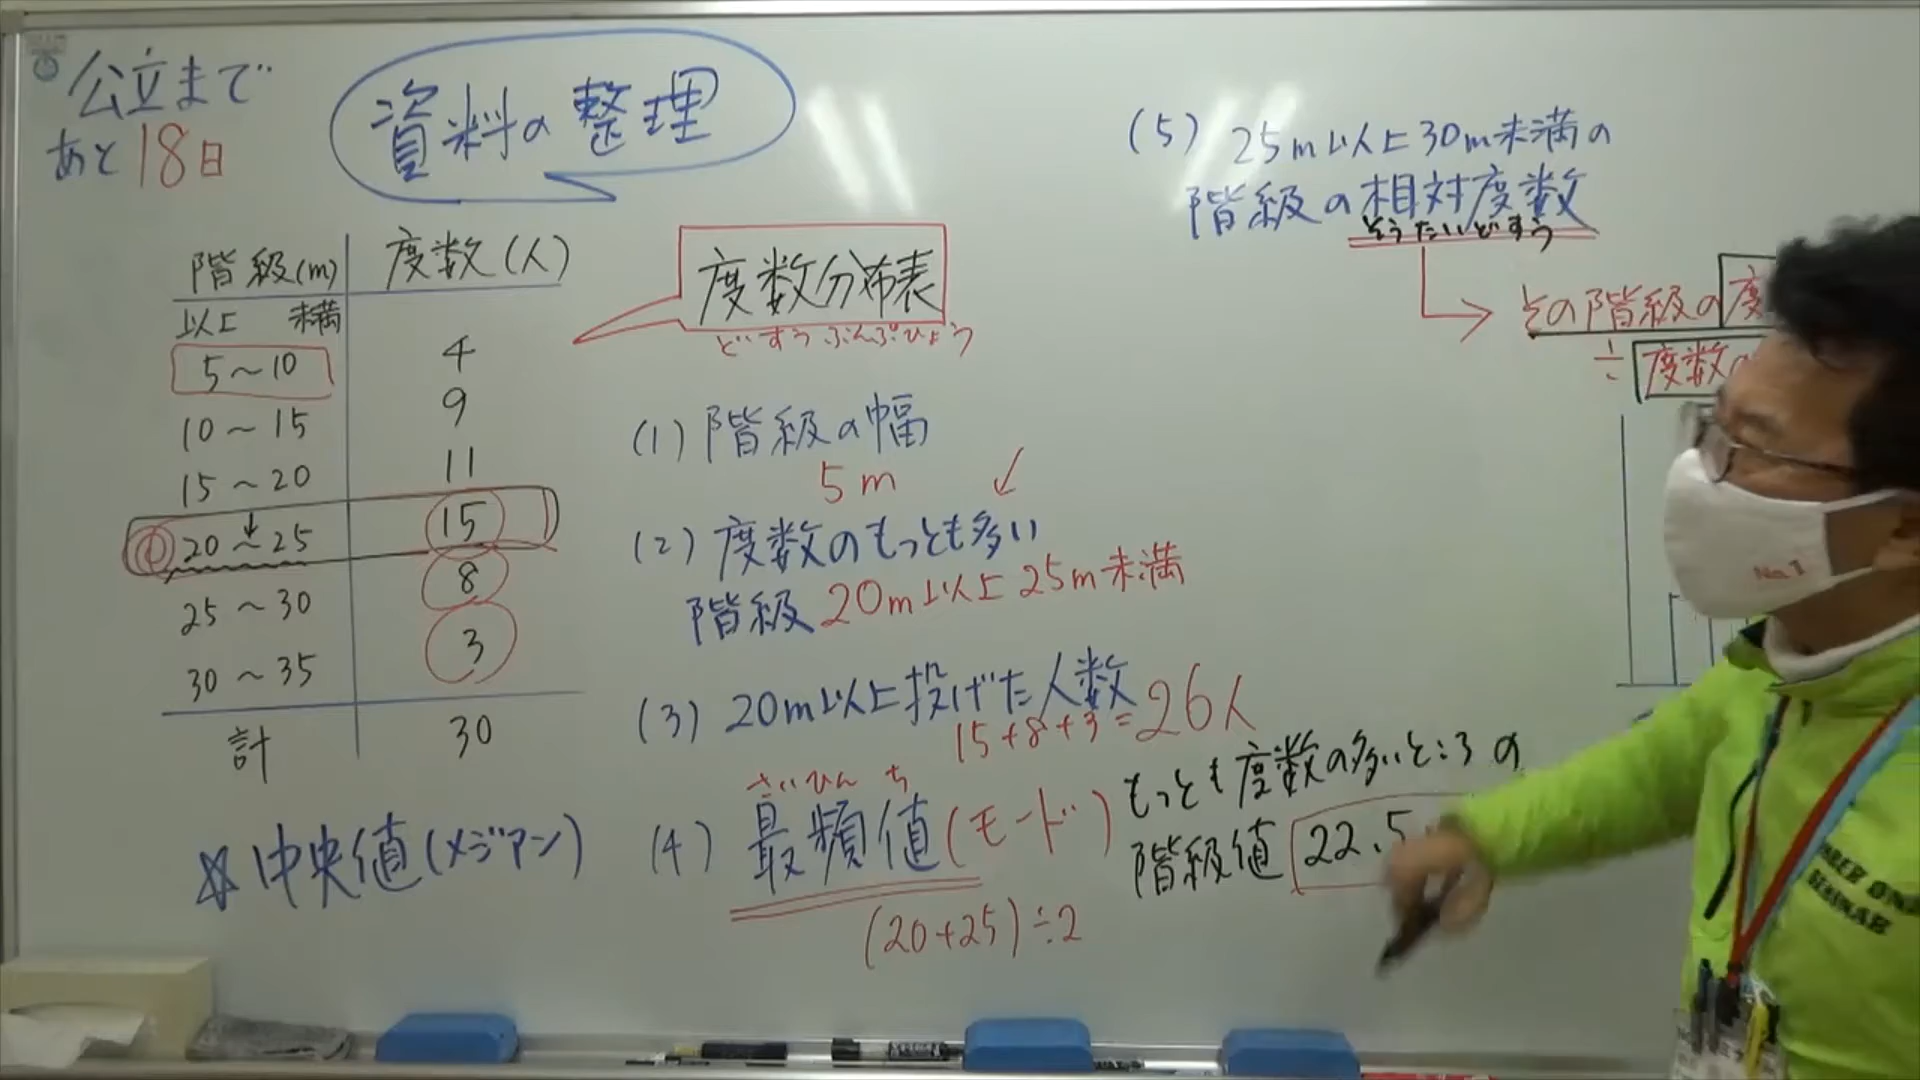 公立まで
あと18日
資料の整理
階級(m) 度数(人)
以上 未満
5～10 4
10～15 9
15～20 11
① 20～25 15
25～30 8
30～35 3
計 30
☆中央値(メジアン)
度数分布表
どすうぶんぷひょう
(1) 階級の幅
5m
(2) 度数のもっとも多い
階級 20m以上25m未満
(3) 20m以上投げた人数
15+8+3=26人
さいひんち
(4) 最頻値(モード) もっとも度数の多いところの
階級値 22.5
(20+25)÷2
(5) 25m以上30m未満の
階級の相対度数
そうたいどすう
その階級の度
÷ 度数の
No.1